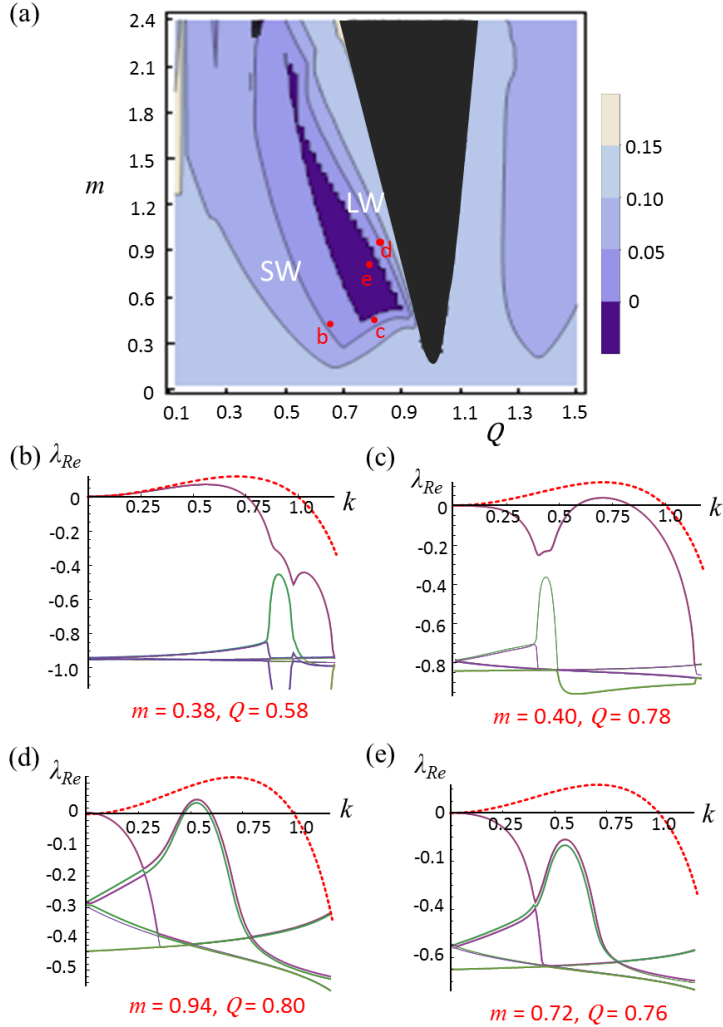 (a)
2.4
2.1
1.8
1.5
1.2
0.9
0.6
0.3
0
m
LW
SW
d
e
b
c
0.1 0.3 0.5 0.7 0.9 1.1 1.3 1.5
Q
0.15
0.10
0.05
0
(b) λRe
0
-0.2
-0.4
-0.6
-0.8
-1.0
0.25 0.5 0.75 1.0 k
m = 0.38, Q = 0.58
(c) λRe
0
-0.2
-0.4
-0.6
-0.8
0.25 0.5 0.75 1.0 k
m = 0.40, Q = 0.78
(d) λRe
0
-0.1
-0.2
-0.3
-0.4
-0.5
0.25 0.5 0.75 1.0 k
m = 0.94, Q = 0.80
(e) λRe
0
-0.1
-0.4
-0.6
0.25 0.5 0.75 1.0 k
m = 0.72, Q = 0.76